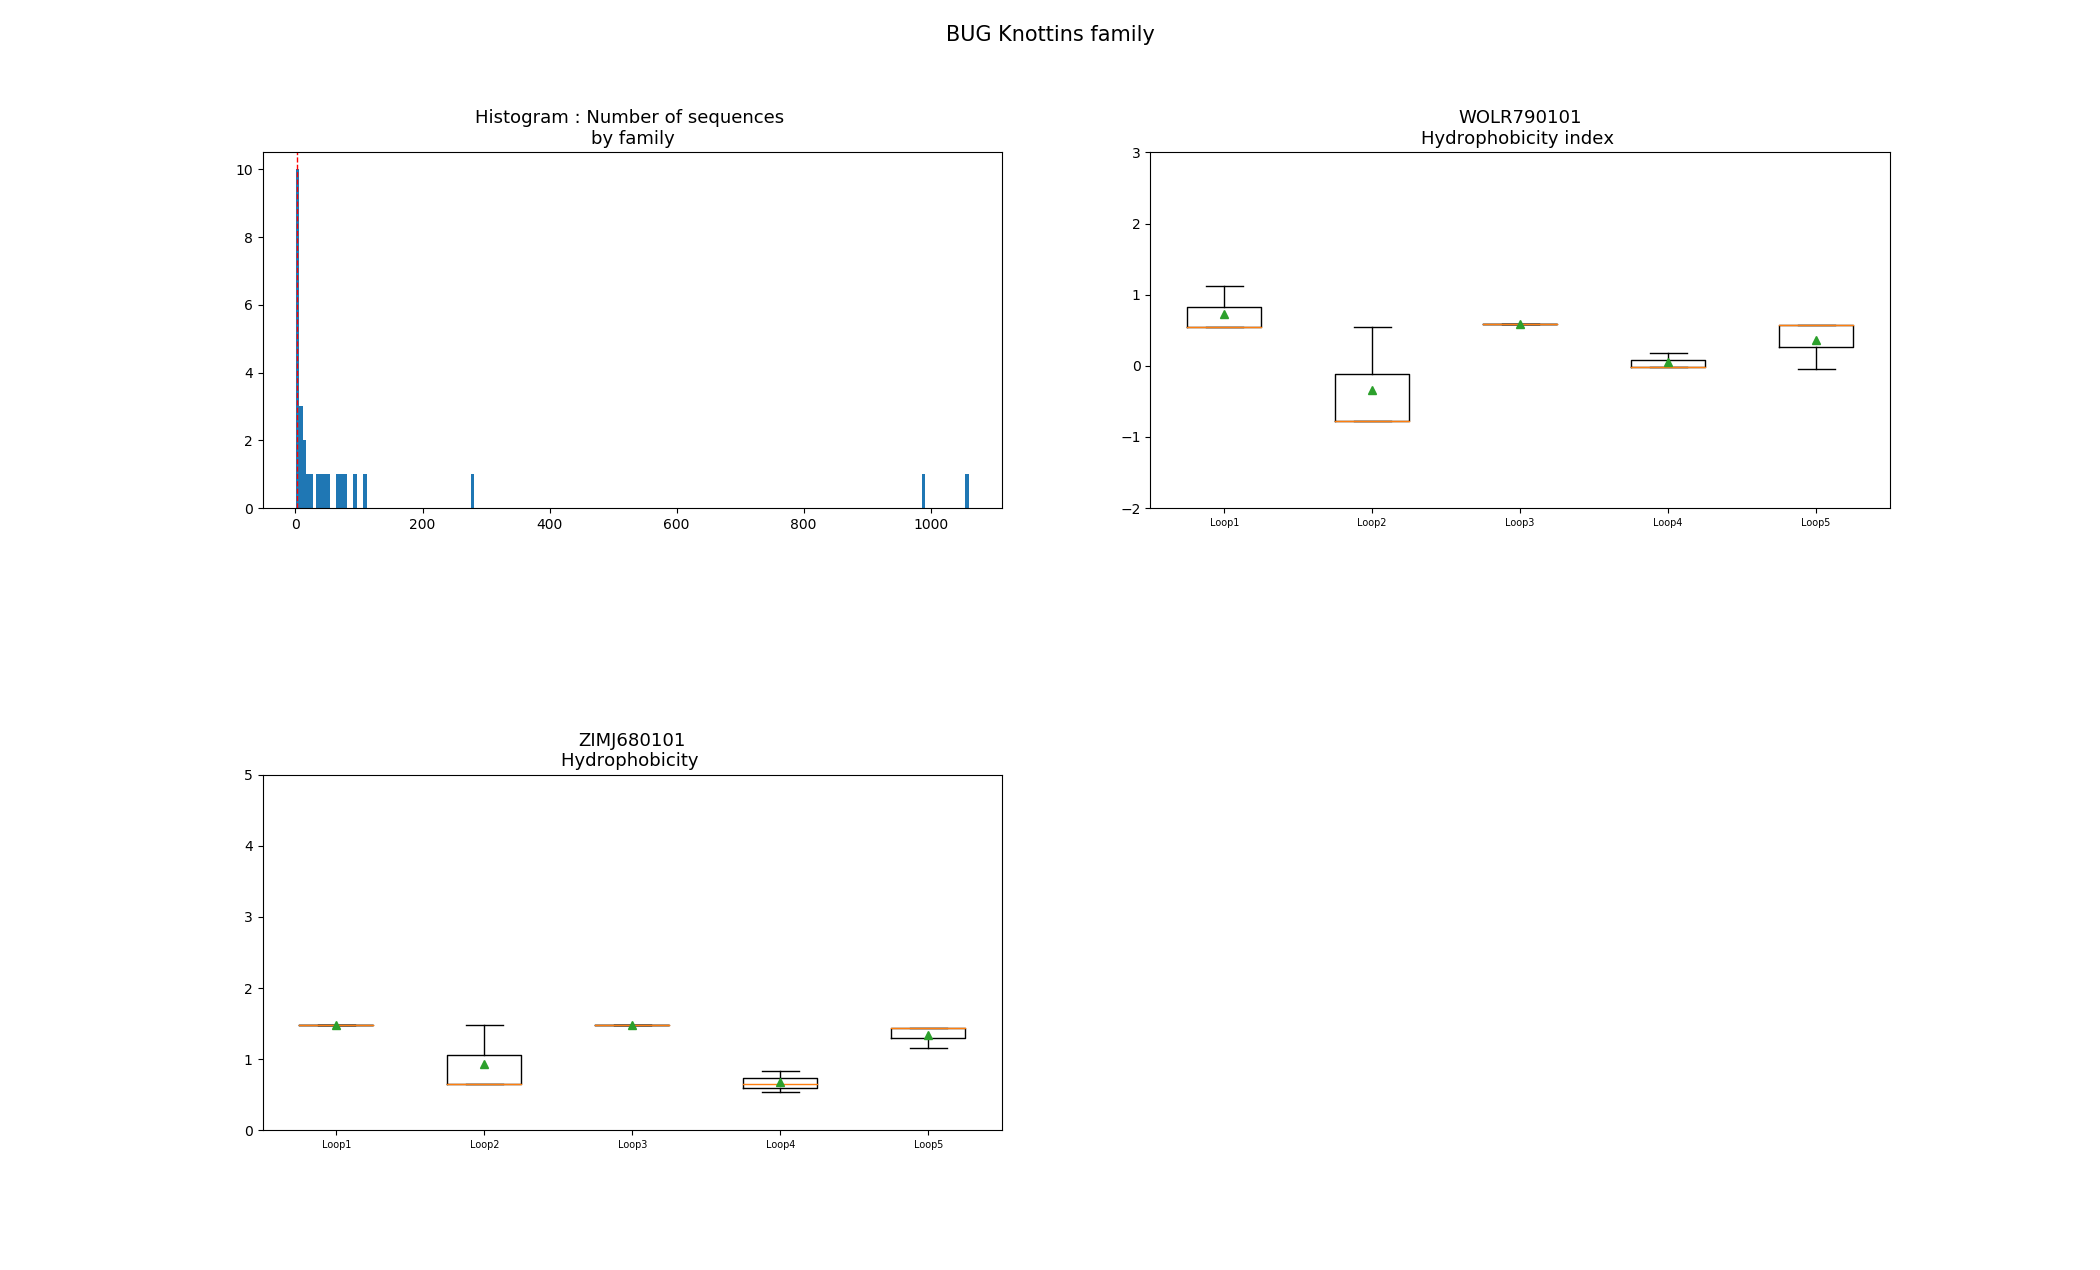 BUG Knottins family
Histogram : Number of sequences
by family
10
8
6
4
2
0
0 200 400 600 800 1000
WOLR790101
Hydrophobicity index
3
2
1
0
−1
−2
Loop1 Loop2 Loop3 Loop4 Loop5
ZIMJ680101
Hydrophobicity
5
4
3
2
1
0
Loop1 Loop2 Loop3 Loop4 Loop5